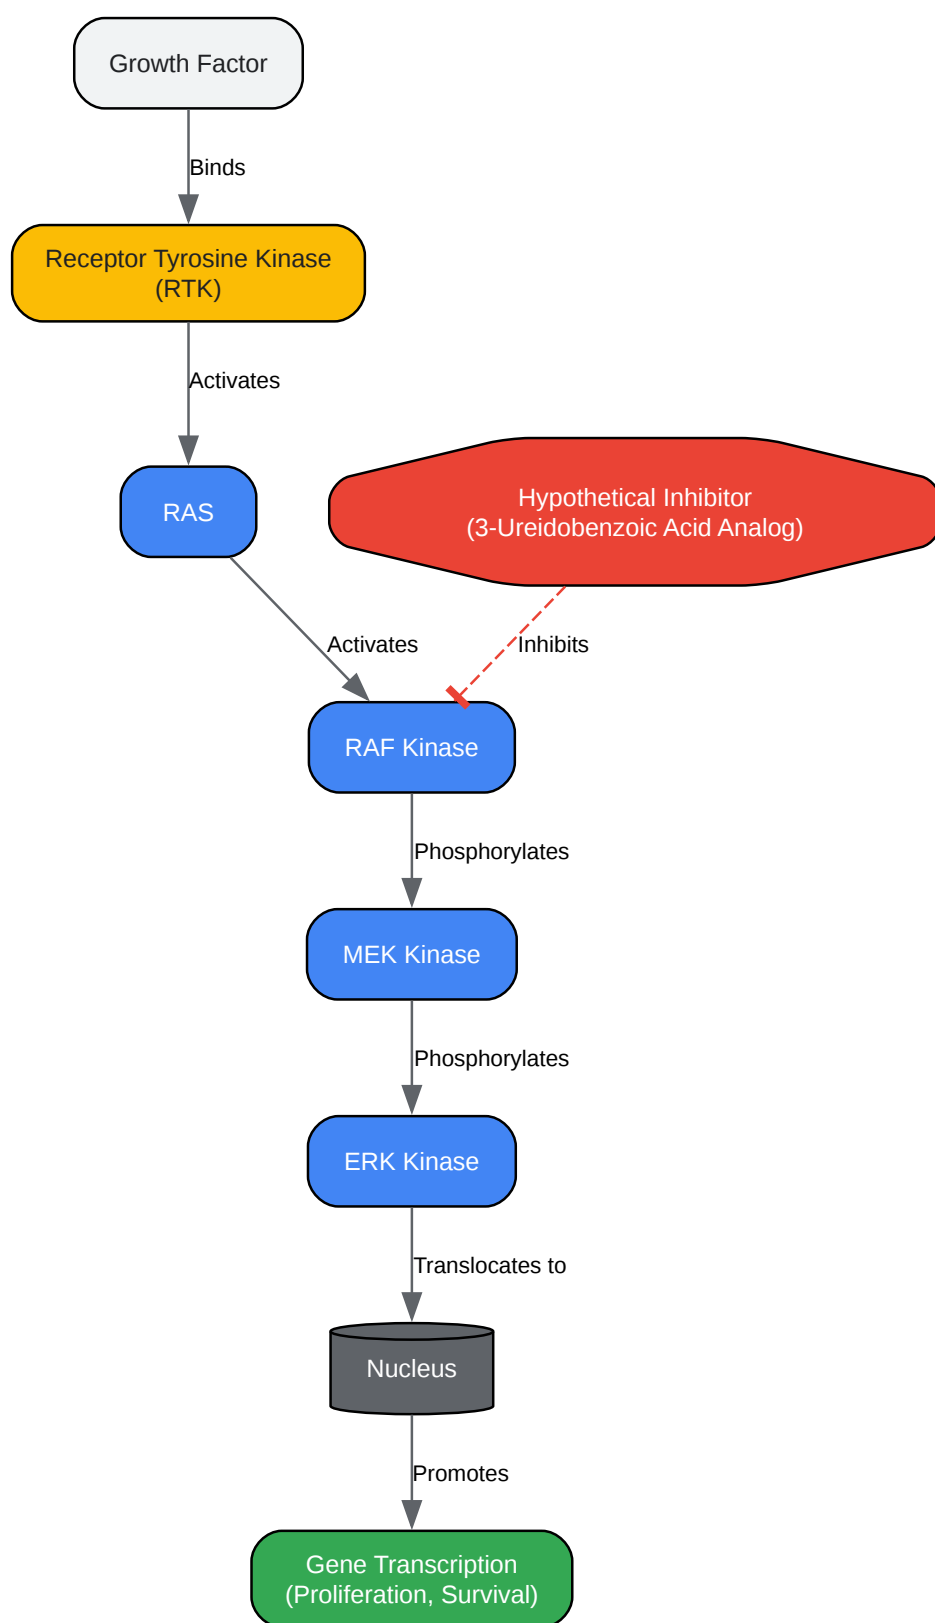 Growth Factor
Binds
Receptor Tyrosine Kinase
(RTK)
Activates
RAS
Hypothetical Inhibitor
(3-Ureidobenzoic Acid Analog)
Activates
Inhibits
RAF Kinase
Phosphorylates
MEK Kinase
Phosphorylates
ERK Kinase
Translocates to
Nucleus
Promotes
Gene Transcription
(Proliferation, Survival)